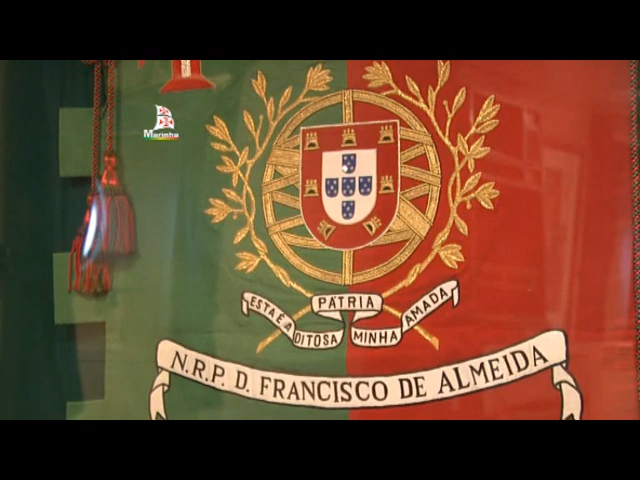 Marinha
ESTA É A DITOSA PÁTRIA MINHA AMADA
N.R.P. D. FRANCISCO DE ALMEIDA